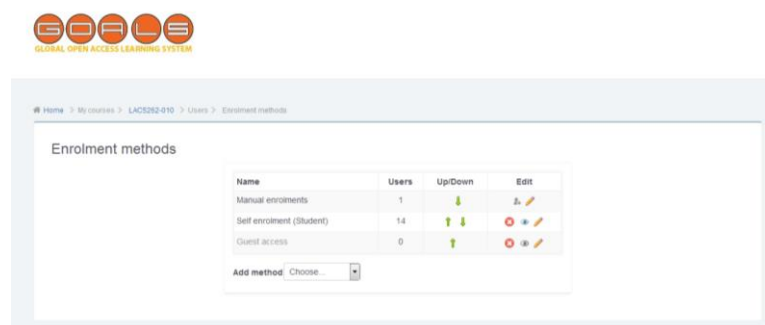 GOALS
GLOBAL OPEN ACCESS LEARNING SYSTEM
Home > My courses > LACS262-010 > Users > Enrolment methods
Enrolment methods
Name Users Up/Down Edit
Manual enrolments 1
Self enrolment (Student) 14
Guest access 0
Add method Choose...